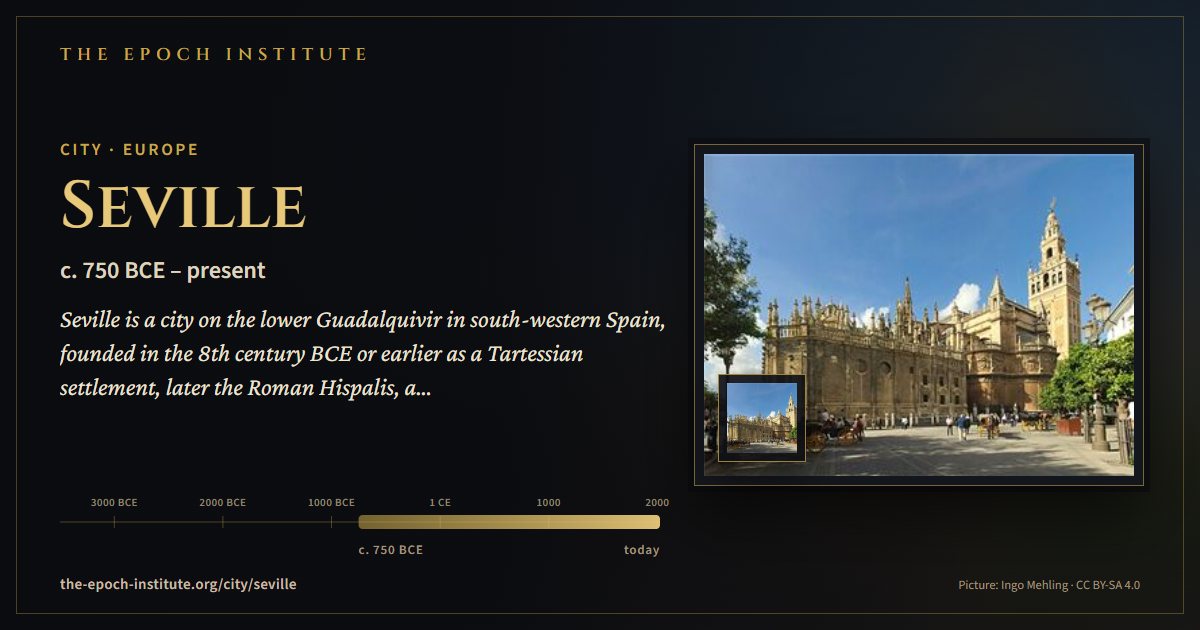 THE EPOCH INSTITUTE
CITY · EUROPE
SEVILLE
c. 750 BCE – present
Seville is a city on the lower Guadalquivir in south-western Spain,
founded in the 8th century BCE or earlier as a Tartessian
settlement, later the Roman Hispalis, a...
3000 BCE 2000 BCE 1000 BCE 1 CE 1000 2000
c. 750 BCE today
the-epoch-institute.org/city/seville
Picture: Ingo Mehling · CC BY-SA 4.0